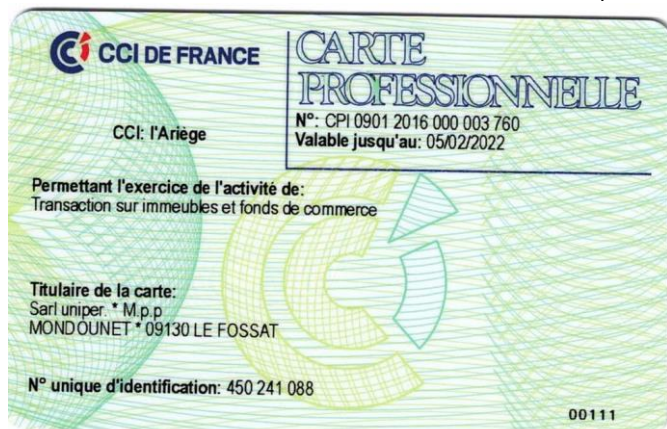 CCI DE FRANCE
CARTE
PROFESSIONNELLE
N°: CPI 0901 2016 000 003 760
Valable jusqu'au: 05/02/2022
CCI: l'Ariège
Permettant l'exercice de l'activité de:
Transaction sur immeubles et fonds de commerce
Titulaire de la carte:
Sarl uniper. * M.p.p
MONDOUNET * 09130 LE FOSSAT
N° unique d'identification: 450 241 088
00111